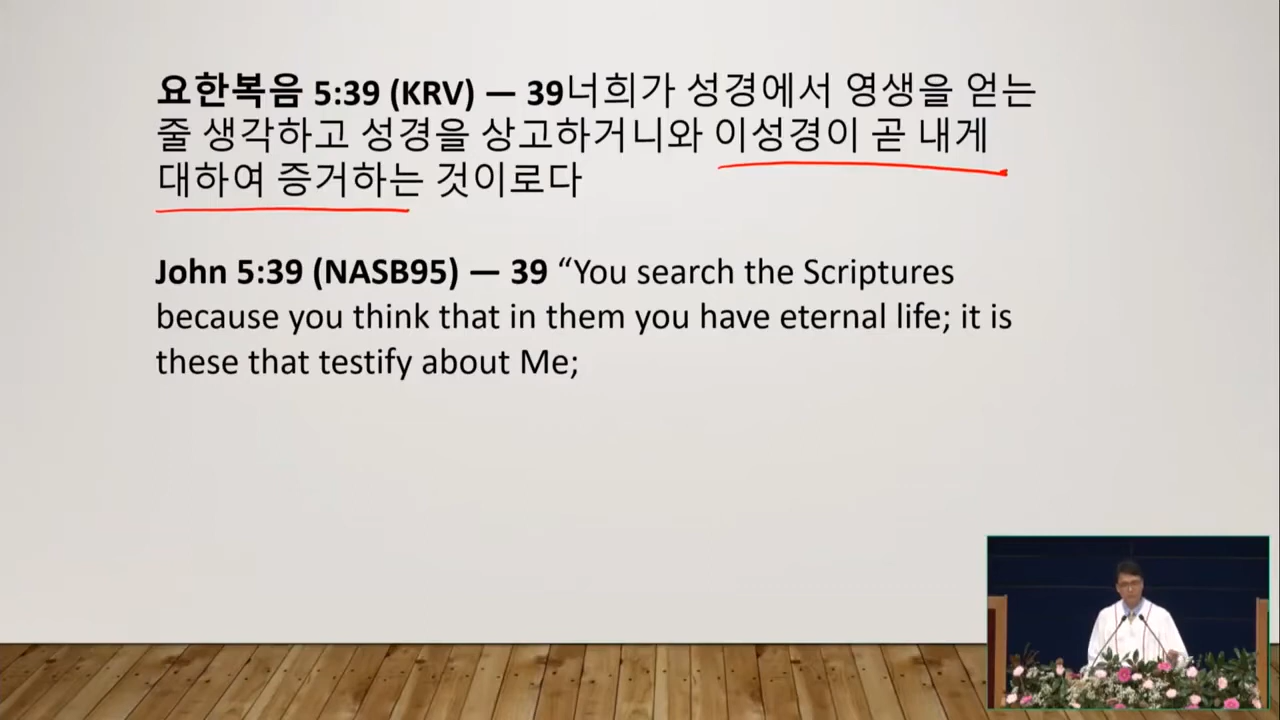 요한복음 5:39 (KRV) — 39너희가 성경에서 영생을 얻는
줄 생각하고 성경을 상고하거니와 이성경이 곧 내게
대하여 증거하는 것이로다
John 5:39 (NASB95) — 39 “You search the Scriptures
because you think that in them you have eternal life; it is
these that testify about Me;